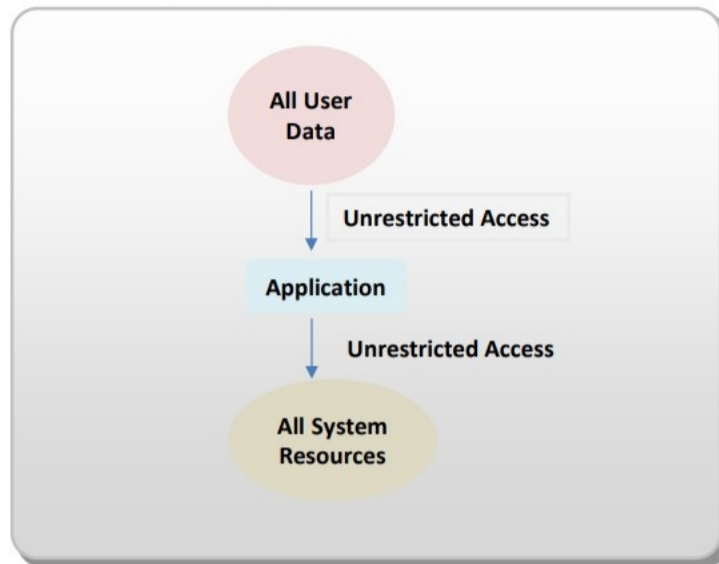 All User
Data
Unrestricted Access
Application
Unrestricted Access
All System
Resources